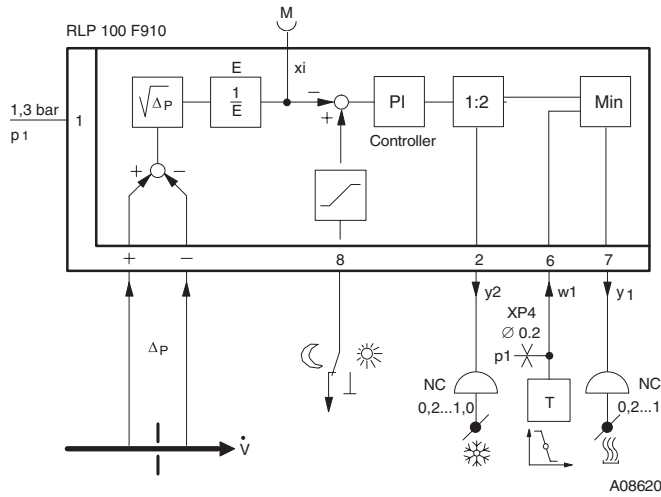 M
RLP 100 F910
E
xi
√ΔP
1
E
−
+
PI
1:2
Min
1,3 bar
p1
1
Controller
+
−
+
−
8
2
6
7
y2
w1
y1
XP4
Ø 0.2
ΔP
p1
NC
NC
0,2...1,0
T
0,2...1
V̇
A08620